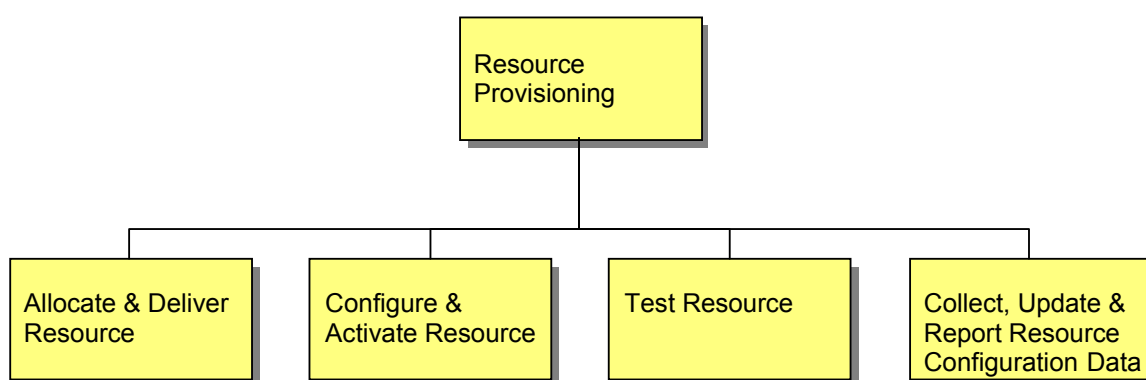 Resource
Provisioning
Allocate & Deliver
Resource
Configure &
Activate Resource
Test Resource
Collect, Update &
Report Resource
Configuration Data